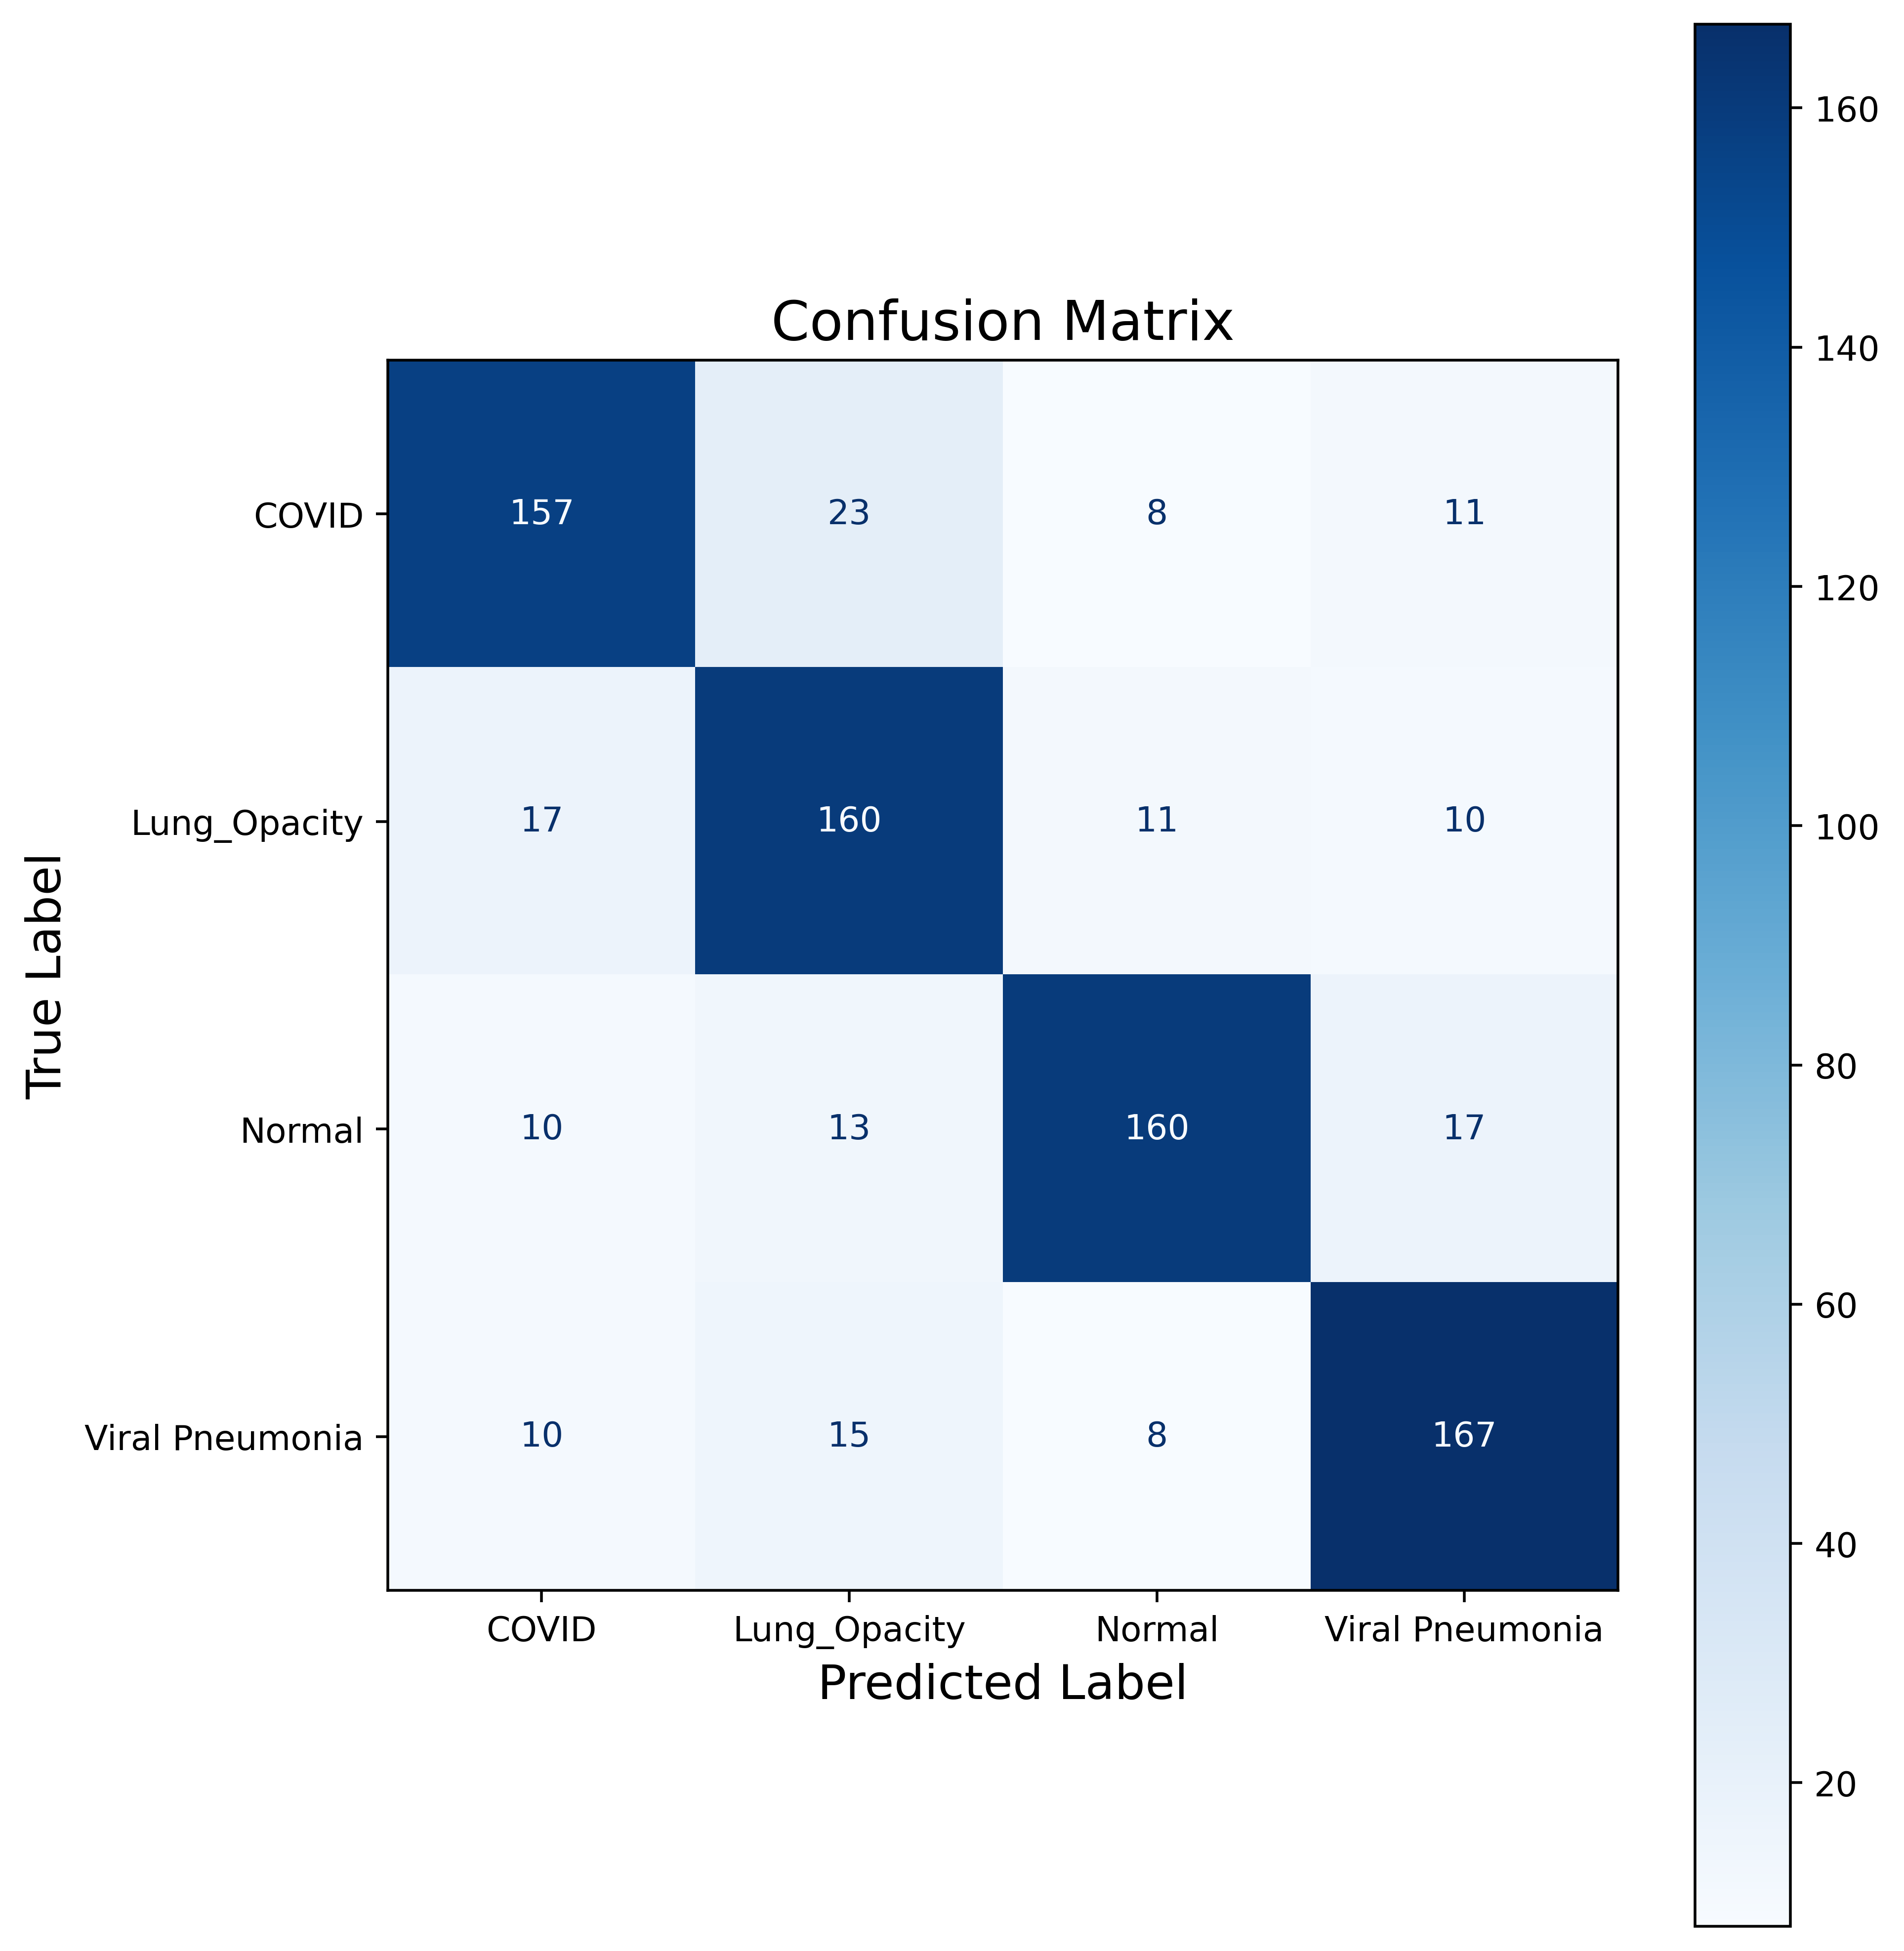 Confusion Matrix
160
140
120
100
80
60
40
20
True Label
COVID 157 23 8 11
Lung_Opacity 17 160 11 10
Normal 10 13 160 17
Viral Pneumonia 10 15 8 167
COVID Lung_Opacity Normal Viral Pneumonia
Predicted Label